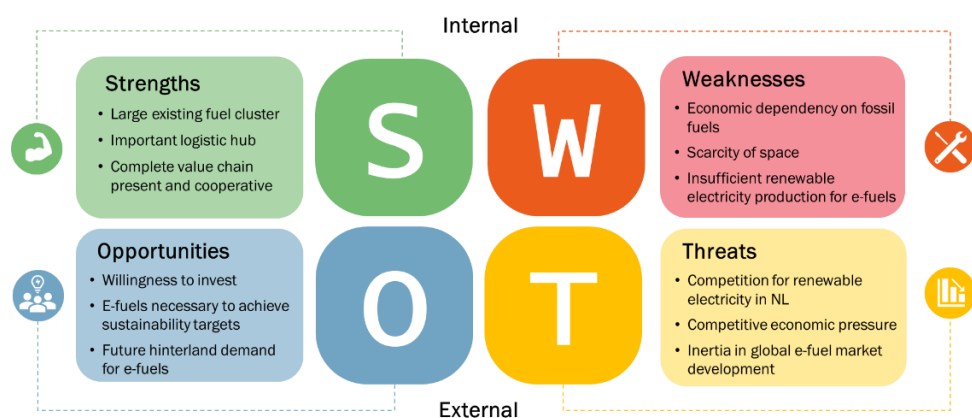 Internal
Strengths
• Large existing fuel cluster
• Important logistic hub
• Complete value chain
present and cooperative
S
W
Weaknesses
• Economic dependency on fossil
fuels
• Scarcity of space
• Insufficient renewable
electricity production for e-fuels
Opportunities
• Willingness to invest
• E-fuels necessary to achieve
sustainability targets
• Future hinterland demand
for e-fuels
O
T
Threats
• Competition for renewable
electricity in NL
• Competitive economic pressure
• Inertia in global e-fuel market
development
External